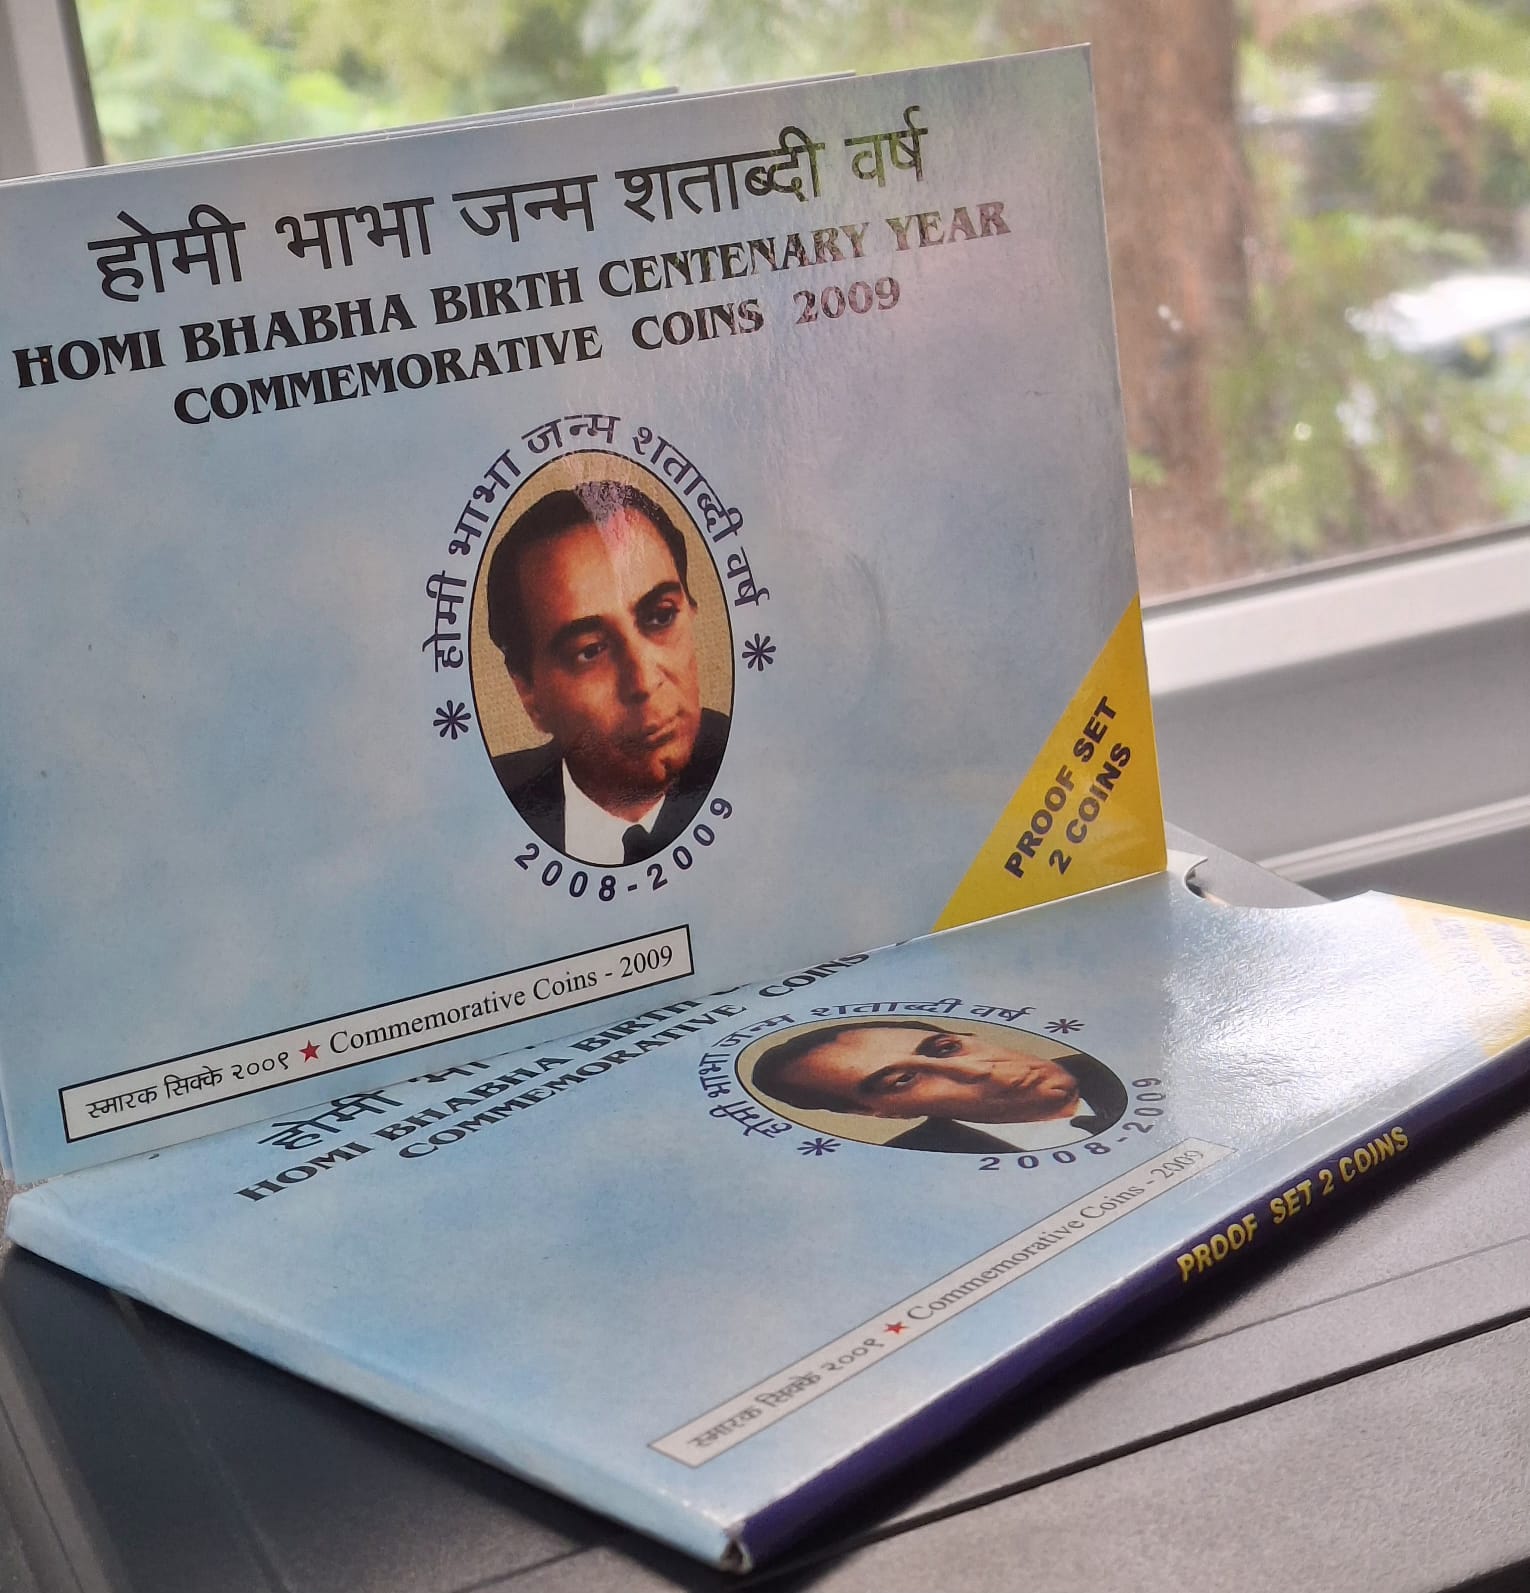 होमी भाभा जन्म शताब्दी वर्ष
HOMI BHABHA BIRTH CENTENARY YEAR
COMMEMORATIVE COINS 2009
होमी भाभा जन्म शताब्दी वर्ष
2008-2009
PROOF SET
2 COINS
स्मारक सिक्के २००९ ★ Commemorative Coins - 2009
होमी
HOMI BHABHA BIRTH
COMMEMORATIVE COINS
होमी भाभा जन्म शताब्दी वर्ष
2008-2009
स्मारक सिक्के २००९ ★ Commemorative Coins - 2009
PROOF SET 2 COINS